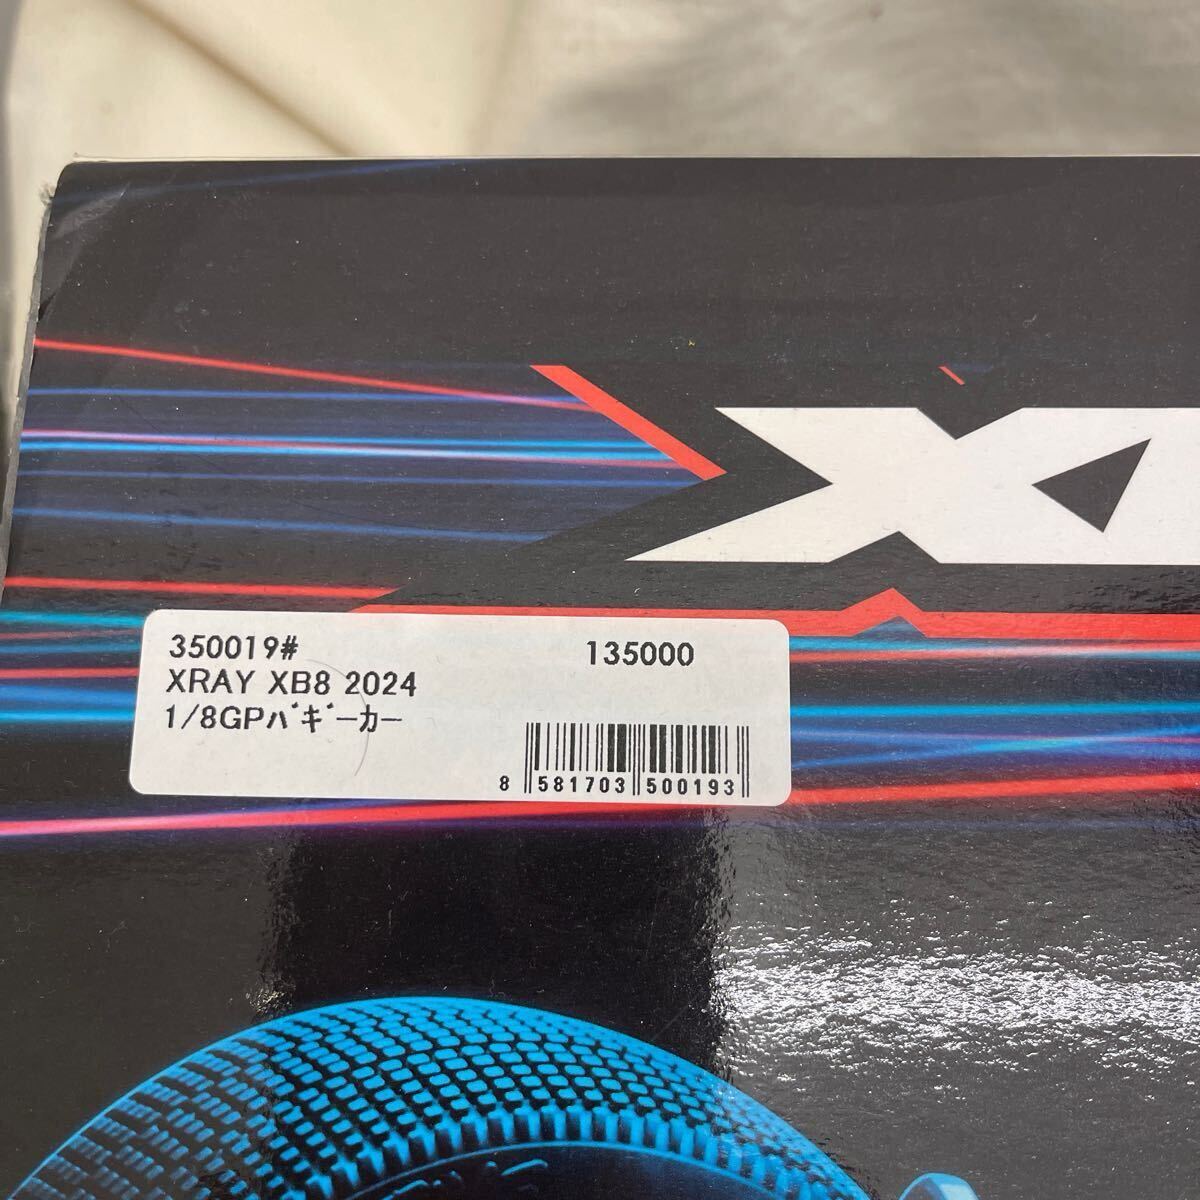 350019# 135000
XRAY XB8 2024
1/8GPﾊﾞｷﾞｰｶｰ
8 581703 500193